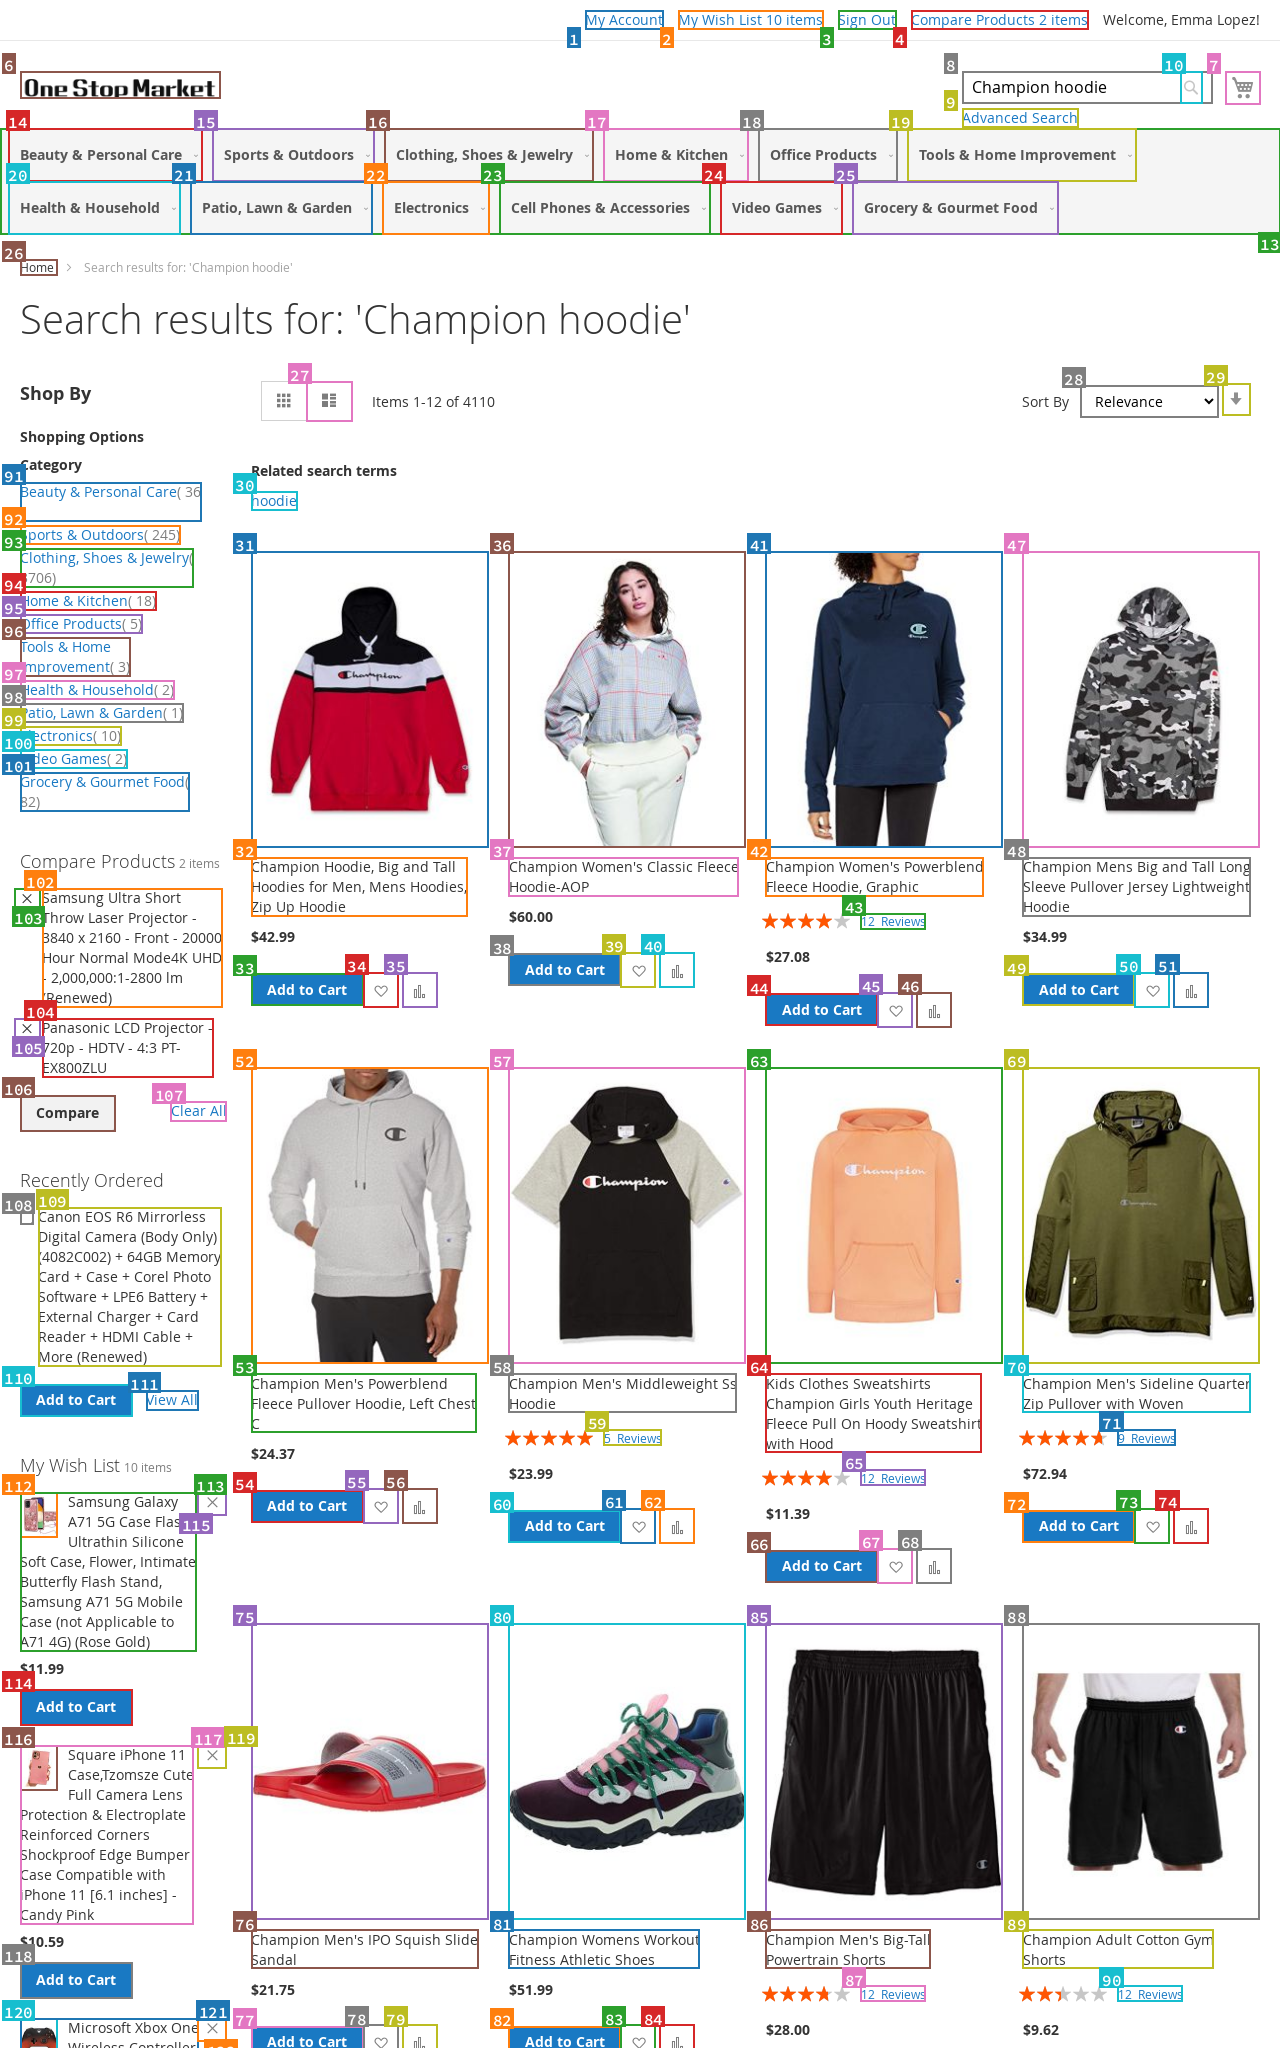 My Account
My Wish List 10 items
Sign Out
Compare Products 2 items
Welcome, Emma Lopez!
1
2
3
4
6
One Stop Market
8
Champion hoodie
10
7
9
Advanced Search
14
Beauty & Personal Care
15
Sports & Outdoors
16
Clothing, Shoes & Jewelry
17
Home & Kitchen
18
Office Products
19
Tools & Home Improvement
20
Health & Household
21
Patio, Lawn & Garden
22
Electronics
23
Cell Phones & Accessories
24
Video Games
25
Grocery & Gourmet Food
13
26
Home
Search results for: 'Champion hoodie'
Search results for: 'Champion hoodie'
Shop By
27
Items 1-12 of 4110
28
Sort By
Relevance
29
Shopping Options
Category
91
Beauty & Personal Care( 36
92
Sports & Outdoors( 245)
93
Clothing, Shoes & Jewelry(
3706)
94
Home & Kitchen( 18)
95
Office Products( 5)
96
Tools & Home
Improvement( 3)
97
Health & Household( 2)
98
Patio, Lawn & Garden( 1)
99
Electronics( 10)
100
Video Games( 2)
101
Grocery & Gourmet Food(
82)
Compare Products 2 items
102
103
Samsung Ultra Short
Throw Laser Projector -
3840 x 2160 - Front - 20000
Hour Normal Mode4K UHD
- 2,000,000:1-2800 lm
(Renewed)
104
105
Panasonic LCD Projector -
720p - HDTV - 4:3 PT-
EX800ZLU
106
Compare
107
Clear All
Recently Ordered
108
109
Canon EOS R6 Mirrorless
Digital Camera (Body Only)
(4082C002) + 64GB Memory
Card + Case + Corel Photo
Software + LPE6 Battery +
External Charger + Card
Reader + HDMI Cable +
More (Renewed)
110
Add to Cart
111
View All
My Wish List 10 items
112
113
115
Samsung Galaxy
A71 5G Case Flas
Ultrathin Silicone
Soft Case, Flower, Intimate
Butterfly Flash Stand,
Samsung A71 5G Mobile
Case (not Applicable to
A71 4G) (Rose Gold)
$11.99
114
Add to Cart
116
117
119
Square iPhone 11
Case,Tzomsze Cute
Full Camera Lens
Protection & Electroplate
Reinforced Corners
Shockproof Edge Bumper
Case Compatible with
iPhone 11 [6.1 inches] -
Candy Pink
$10.59
118
Add to Cart
120
121
Microsoft Xbox One
Wireless Controller
Related search terms
30
hoodie
31
Champion
32
Champion Hoodie, Big and Tall
Hoodies for Men, Mens Hoodies,
Zip Up Hoodie
$42.99
33
Add to Cart
34
35
36
37
Champion Women's Classic Fleece
Hoodie-AOP
$60.00
38
Add to Cart
39
40
41
42
Champion Women's Powerblend
Fleece Hoodie, Graphic
43
12 Reviews
$27.08
44
Add to Cart
45
46
47
48
Champion Mens Big and Tall Long
Sleeve Pullover Jersey Lightweight
Hoodie
$34.99
49
Add to Cart
50
51
52
53
Champion Men's Powerblend
Fleece Pullover Hoodie, Left Chest
C
$24.37
54
Add to Cart
55
56
57
Champion
58
Champion Men's Middleweight Ss
Hoodie
59
5 Reviews
$23.99
60
Add to Cart
61
62
63
Champion
64
Kids Clothes Sweatshirts
Champion Girls Youth Heritage
Fleece Pull On Hoody Sweatshirt
with Hood
65
12 Reviews
$11.39
66
Add to Cart
67
68
69
70
Champion Men's Sideline Quarter
Zip Pullover with Woven
71
9 Reviews
$72.94
72
Add to Cart
73
74
75
76
Champion Men's IPO Squish Slide
Sandal
$21.75
77
Add to Cart
78
79
80
81
Champion Womens Workout
Fitness Athletic Shoes
$51.99
82
Add to Cart
83
84
85
86
Champion Men's Big-Tall
Powertrain Shorts
87
12 Reviews
$28.00
88
89
Champion Adult Cotton Gym
Shorts
90
12 Reviews
$9.62